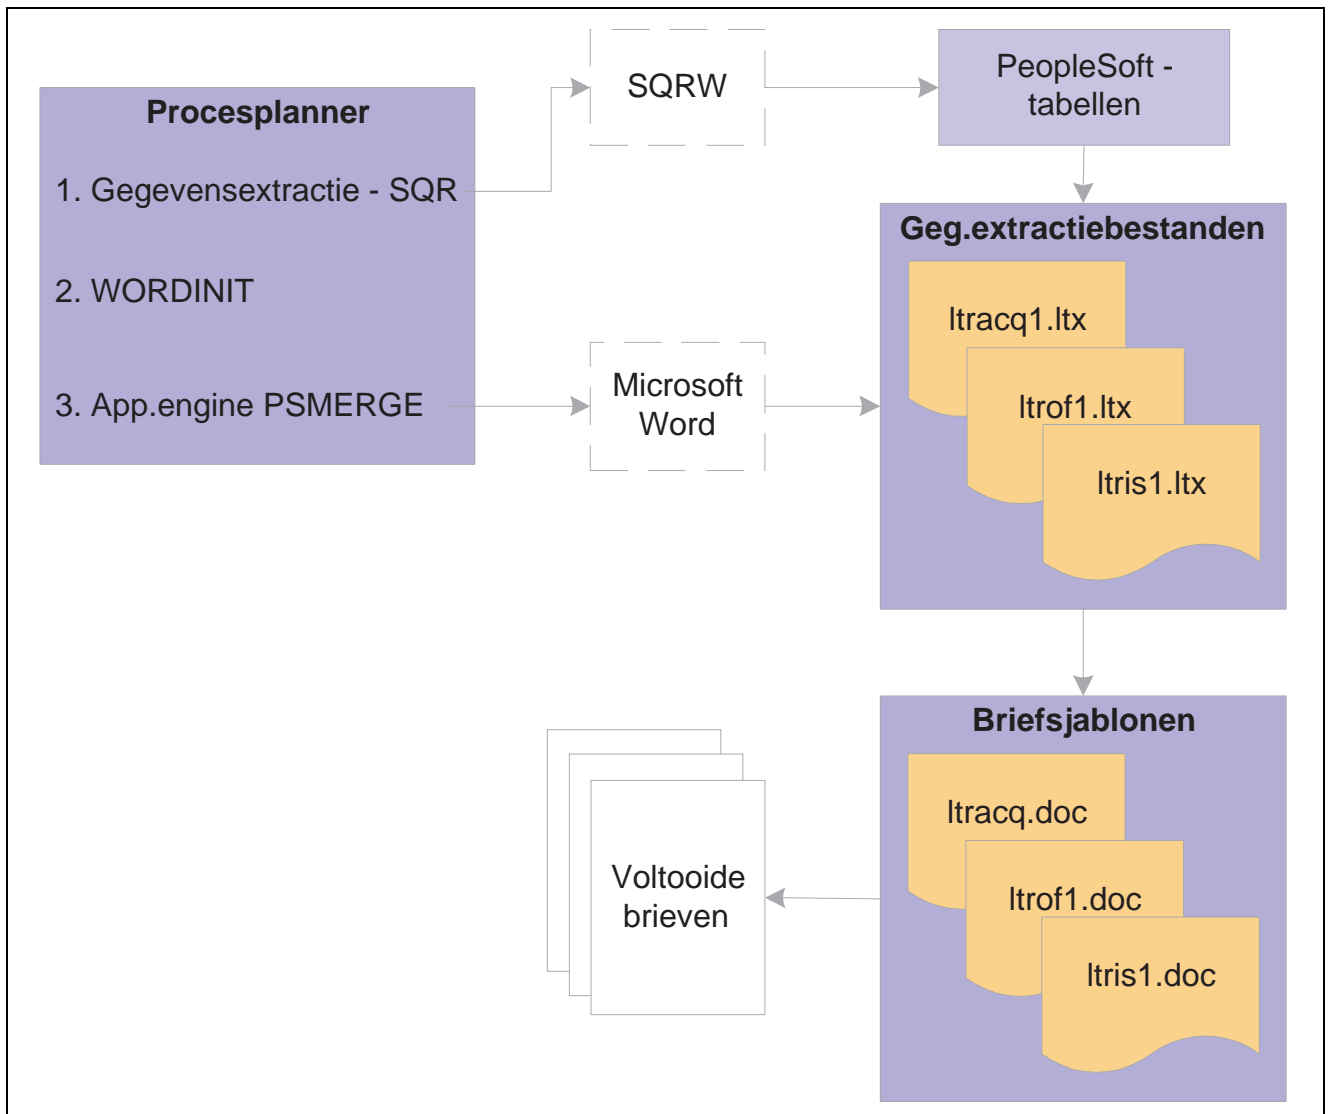 Procesplanner
1. Gegevensextractie - SQR
2. WORDINIT
3. App.engine PSMERGE
SQRW
PeopleSoft -
tabellen
Microsoft
Word
Geg.extractiebestanden
ltracq1.ltx
ltrof1.ltx
ltris1.ltx
Briefsjablonen
ltracq.doc
ltrof1.doc
ltris1.doc
Voltooide
brieven